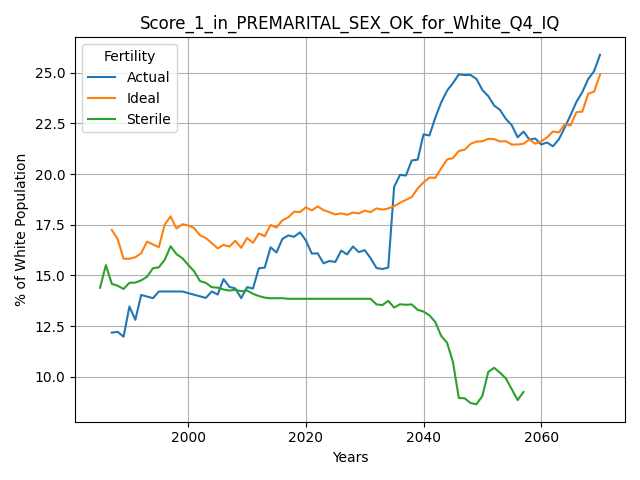 Score_1_in_PREMARITAL_SEX_OK_for_White_Q4_IQ
Fertility
Actual
Ideal
Sterile
% of White Population
25.0
22.5
20.0
17.5
15.0
12.5
10.0
2000
2020
2040
2060
Years